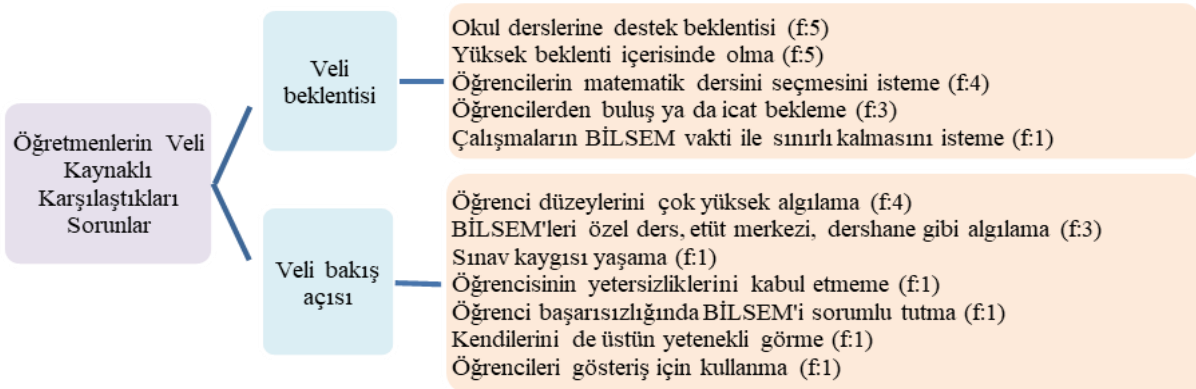 Öğretmenlerin Veli
Kaynaklı
Karşılaştıkları
Sorunlar
Veli
beklentisi
Okul derslerine destek beklentisi (f:5)
Yüksek beklenti içerisinde olma (f:5)
Öğrencilerin matematik dersini seçmesini isteme (f:4)
Öğrencilerden buluş ya da icat bekleme (f:3)
Çalışmaların BİLSEM vakti ile sınırlı kalmasını isteme (f:1)
Veli bakış
açısı
Öğrenci düzeylerini çok yüksek algılama (f:4)
BİLSEM'leri özel ders, etüt merkezi, dershane gibi algılama (f:3)
Sınav kaygısı yaşama (f:1)
Öğrencisinin yetersizliklerini kabul etmeme (f:1)
Öğrenci başarısızlığında BİLSEM'i sorumlu tutma (f:1)
Kendilerini de üstün yetenekli görme (f:1)
Öğrencileri gösteriş için kullanma (f:1)